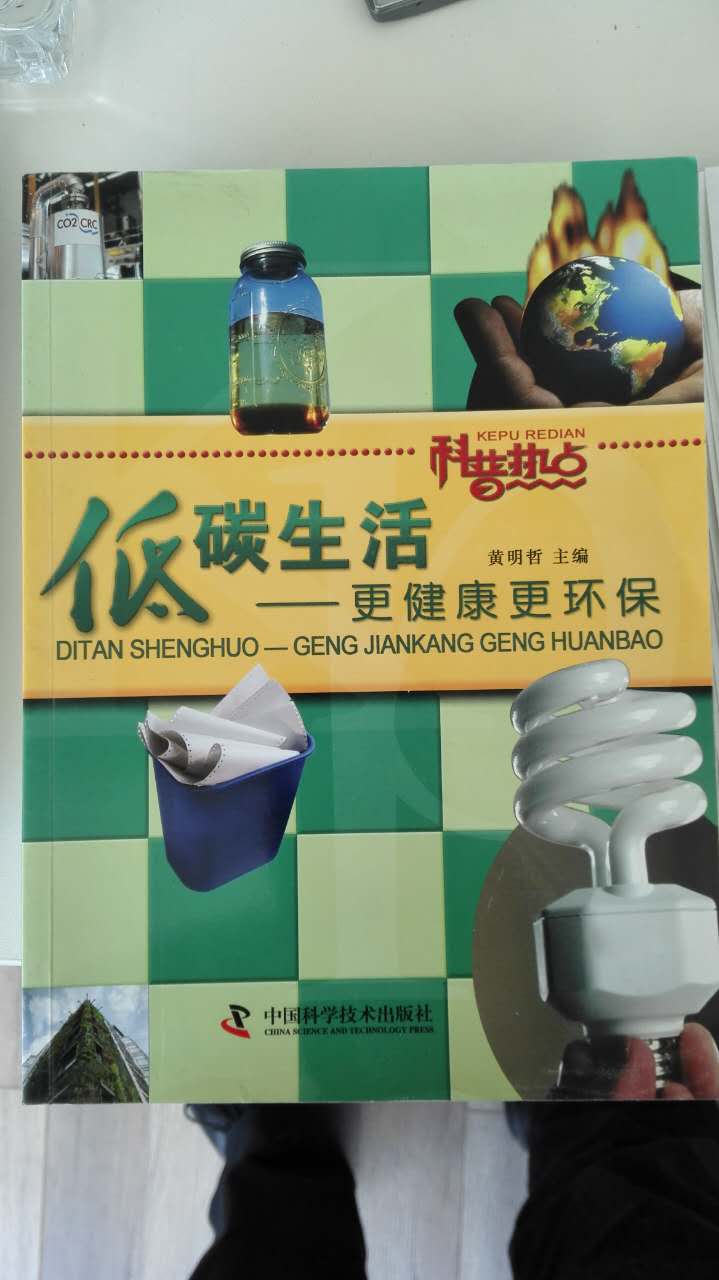 CO2 CRC
KEPU REDIAN
科普热点
低碳生活
黄明哲 主编
——更健康更环保
DITAN SHENGHUO — GENG JIANKANG GENG HUANBAO
中国科学技术出版社
CHINA SCIENCE AND TECHNOLOGY PRESS